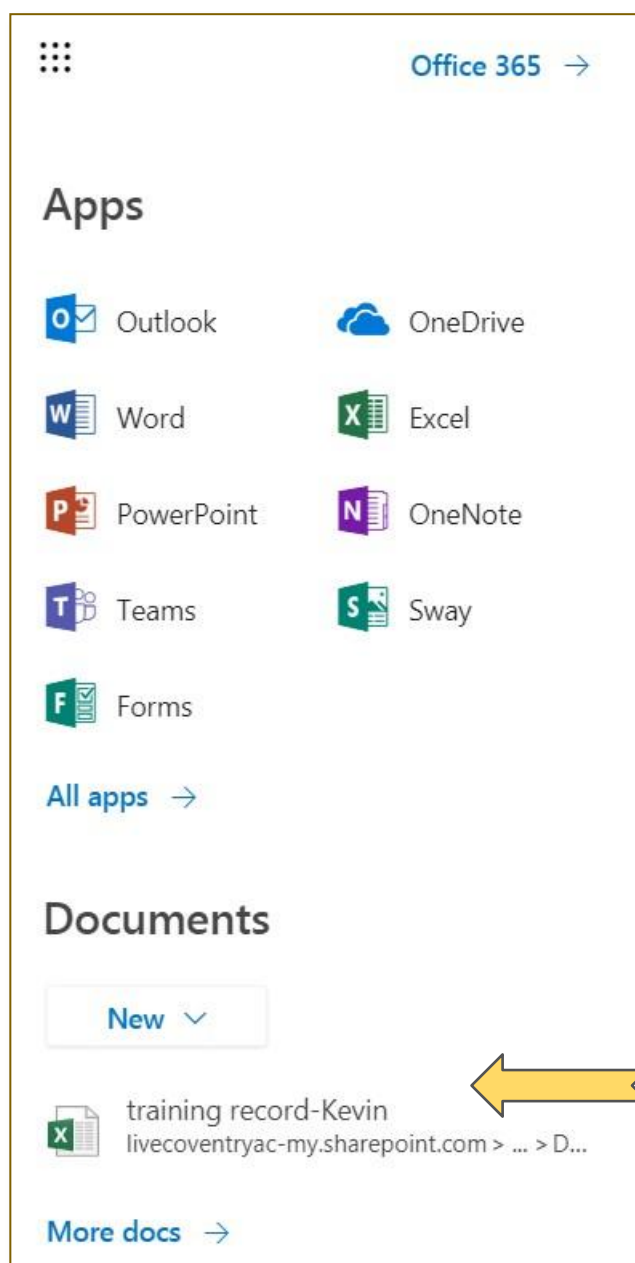 Office 365 →
Apps
Outlook OneDrive
Word Excel
PowerPoint OneNote
Teams Sway
Forms
All apps →
Documents
New
training record-Kevin
livecoventryac-my.sharepoint.com > ... > D...
More docs →